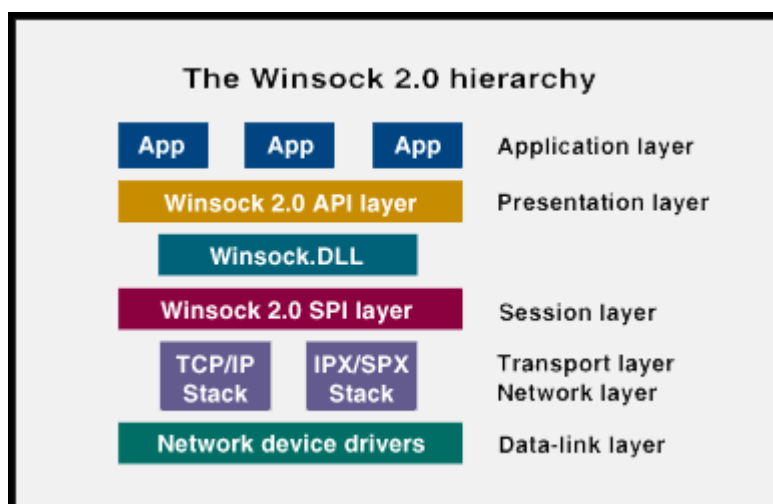 The Winsock 2.0 hierarchy
App App App Application layer
Winsock 2.0 API layer Presentation layer
Winsock.DLL
Winsock 2.0 SPI layer Session layer
TCP/IP IPX/SPX Transport layer
Stack Stack Network layer
Network device drivers Data-link layer